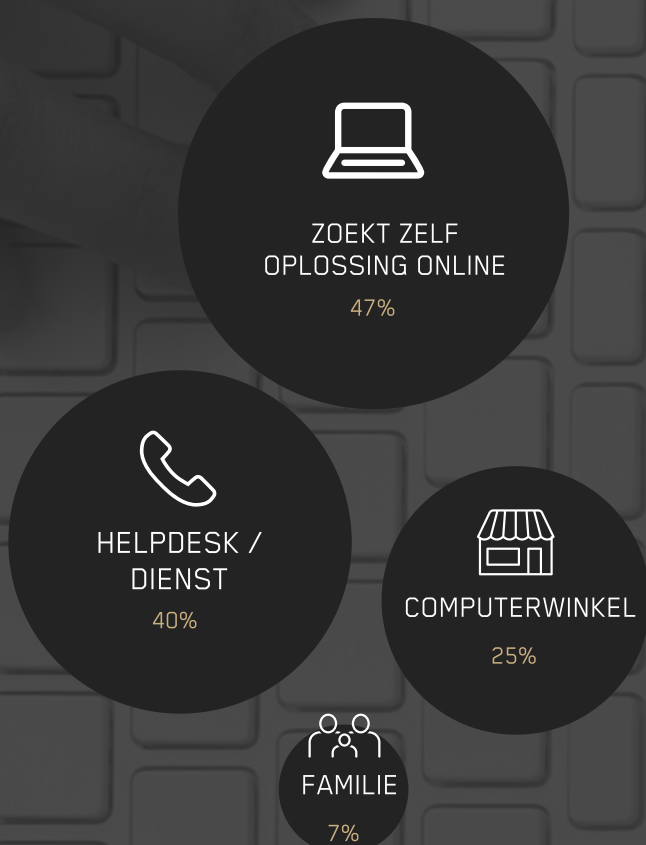 ZOEKT ZELF
OPLOSSING ONLINE
47%
HELPDESK /
DIENST
40%
COMPUTERWINKEL
25%
FAMILIE
7%